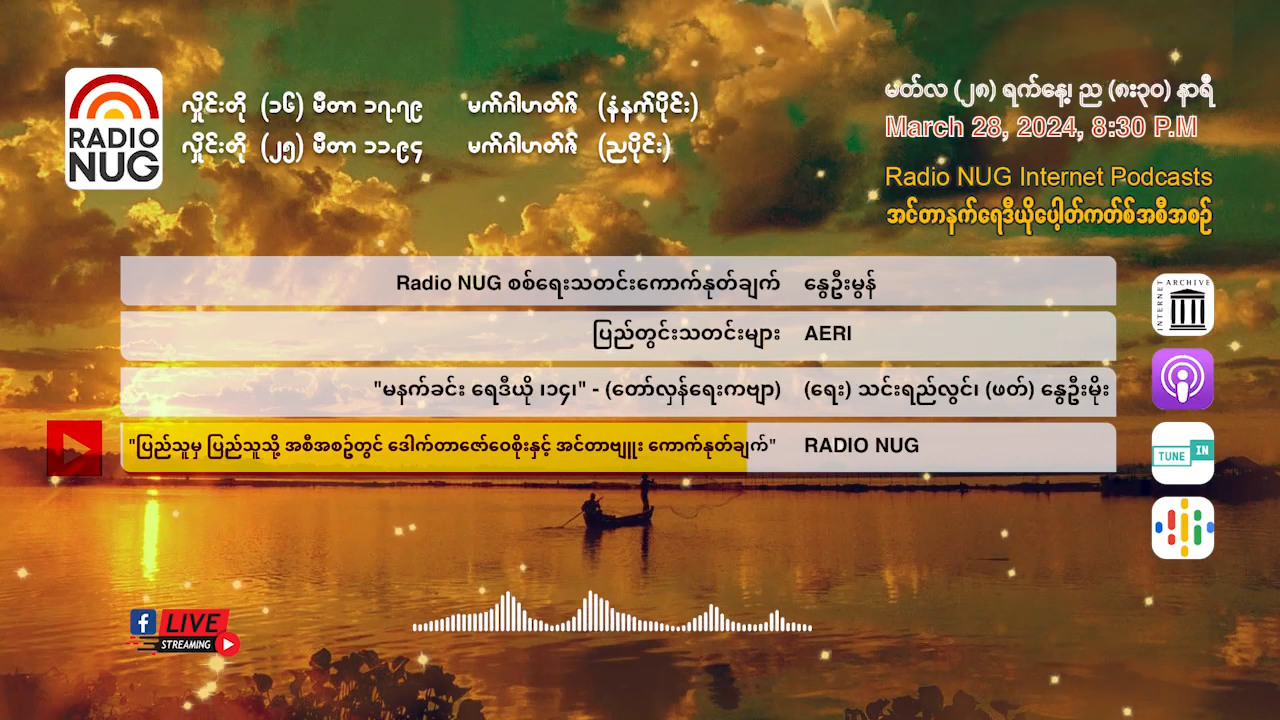 RADIO
NUG
လှိုင်းတို (၁၆) မီတာ ၁၇.၇၉ မက်ဂါဟတ်ဇ် (နံနက်ပိုင်း)
လှိုင်းတို (၂၅) မီတာ ၁၁.၉၄ မက်ဂါဟတ်ဇ် (ညပိုင်း)
မတ်လ (၂၈) ရက်နေ့၊ ည (၈း၃၀) နာရီ
March 28, 2024, 8:30 P.M
Radio NUG Internet Podcasts
အင်တာနက်ရေဒီယိုပေါ့တ်ကတ်စ်အစီအစဉ်
Radio NUG စစ်ရေးသတင်းကောက်နုတ်ချက် နွေဦးမွန်
ပြည်တွင်းသတင်းများ AERI
"မနက်ခင်း ရေဒီယို ၊၁၄၊" - (တော်လှန်ရေးကဗျာ) (ရေး) သင်းရည်လွင်၊ (ဖတ်) နွေဦးမိုး
"ပြည်သူမှ ပြည်သူသို့ အစီအစဉ်တွင် ဒေါက်တာဇော်ဝေစိုးနှင့် အင်တာဗျူး ကောက်နုတ်ချက်" RADIO NUG
INTERNET ARCHIVE
TUNE IN
f LIVE
STREAMING